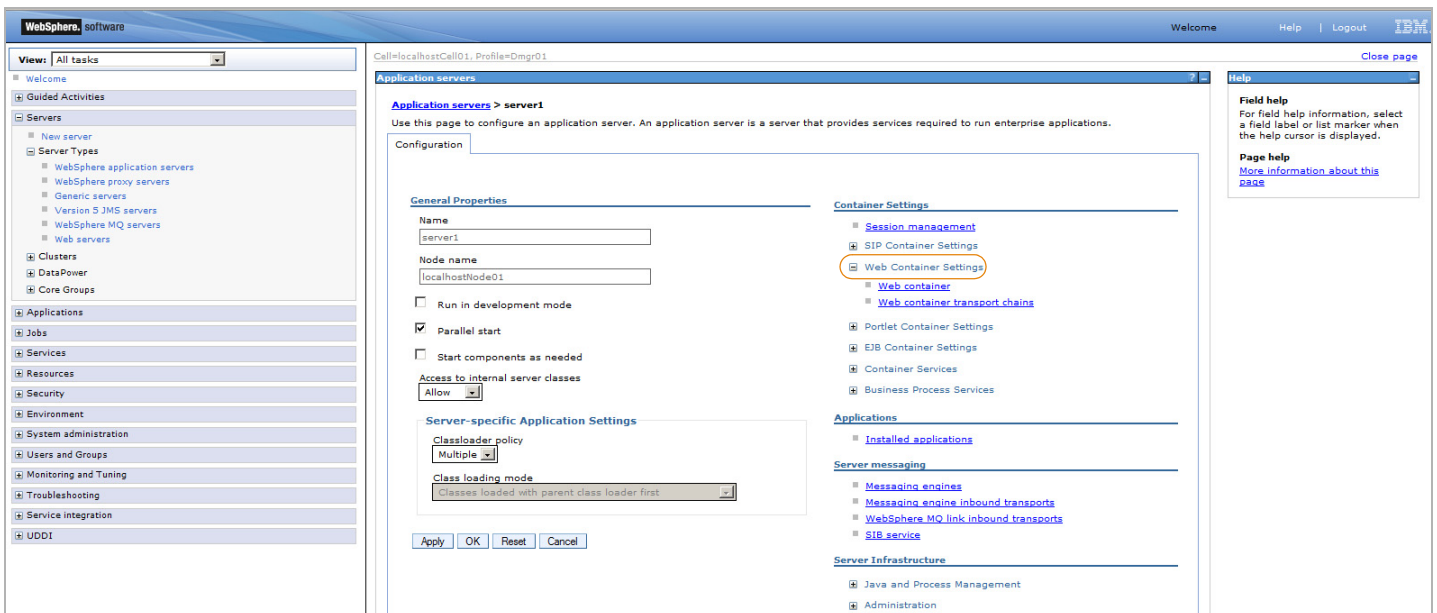 WebSphere. software
Welcome Help | Logout IBM.
View: All tasks
Welcome
Guided Activities
Servers
New server
Server Types
WebSphere application servers
WebSphere proxy servers
Generic servers
Version 5 JMS servers
WebSphere MQ servers
Web servers
Clusters
DataPower
Core Groups
Applications
Jobs
Services
Resources
Security
Environment
System administration
Users and Groups
Monitoring and Tuning
Troubleshooting
Service integration
UDDI
Cell=localhostCell01, Profile=Dmgr01
Close page
Application servers ? –
Application servers > server1
Use this page to configure an application server. An application server is a server that provides services required to run enterprise applications.
Configuration
General Properties
Name
server1
Node name
localhostNode01
Run in development mode
Parallel start
Start components as needed
Access to internal server classes
Allow
Server-specific Application Settings
Classloader policy
Multiple
Class loading mode
Classes loaded with parent class loader first
Apply OK Reset Cancel
Container Settings
Session management
SIP Container Settings
Web Container Settings
Web container
Web container transport chains
Portlet Container Settings
EJB Container Settings
Container Services
Business Process Services
Applications
Installed applications
Server messaging
Messaging engines
Messaging engine inbound transports
WebSphere MQ link inbound transports
SIB service
Server Infrastructure
Java and Process Management
Administration
Help –
Field help
For field help information, select
a field label or list marker when
the help cursor is displayed.
Page help
More information about this
page